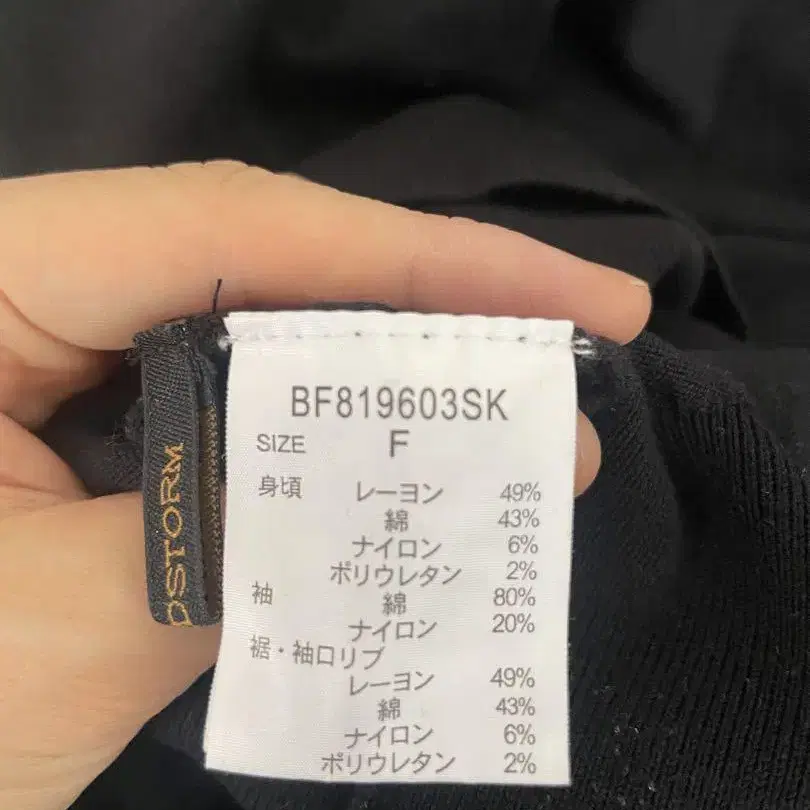 BF819603SK
SIZE F
身頃 レーヨン 49%
綿 43%
ナイロン 6%
ポリウレタン 2%
袖 綿 80%
ナイロン 20%
裾・袖口リブ
レーヨン 49%
綿 43%
ナイロン 6%
ポリウレタン 2%
DSTORM